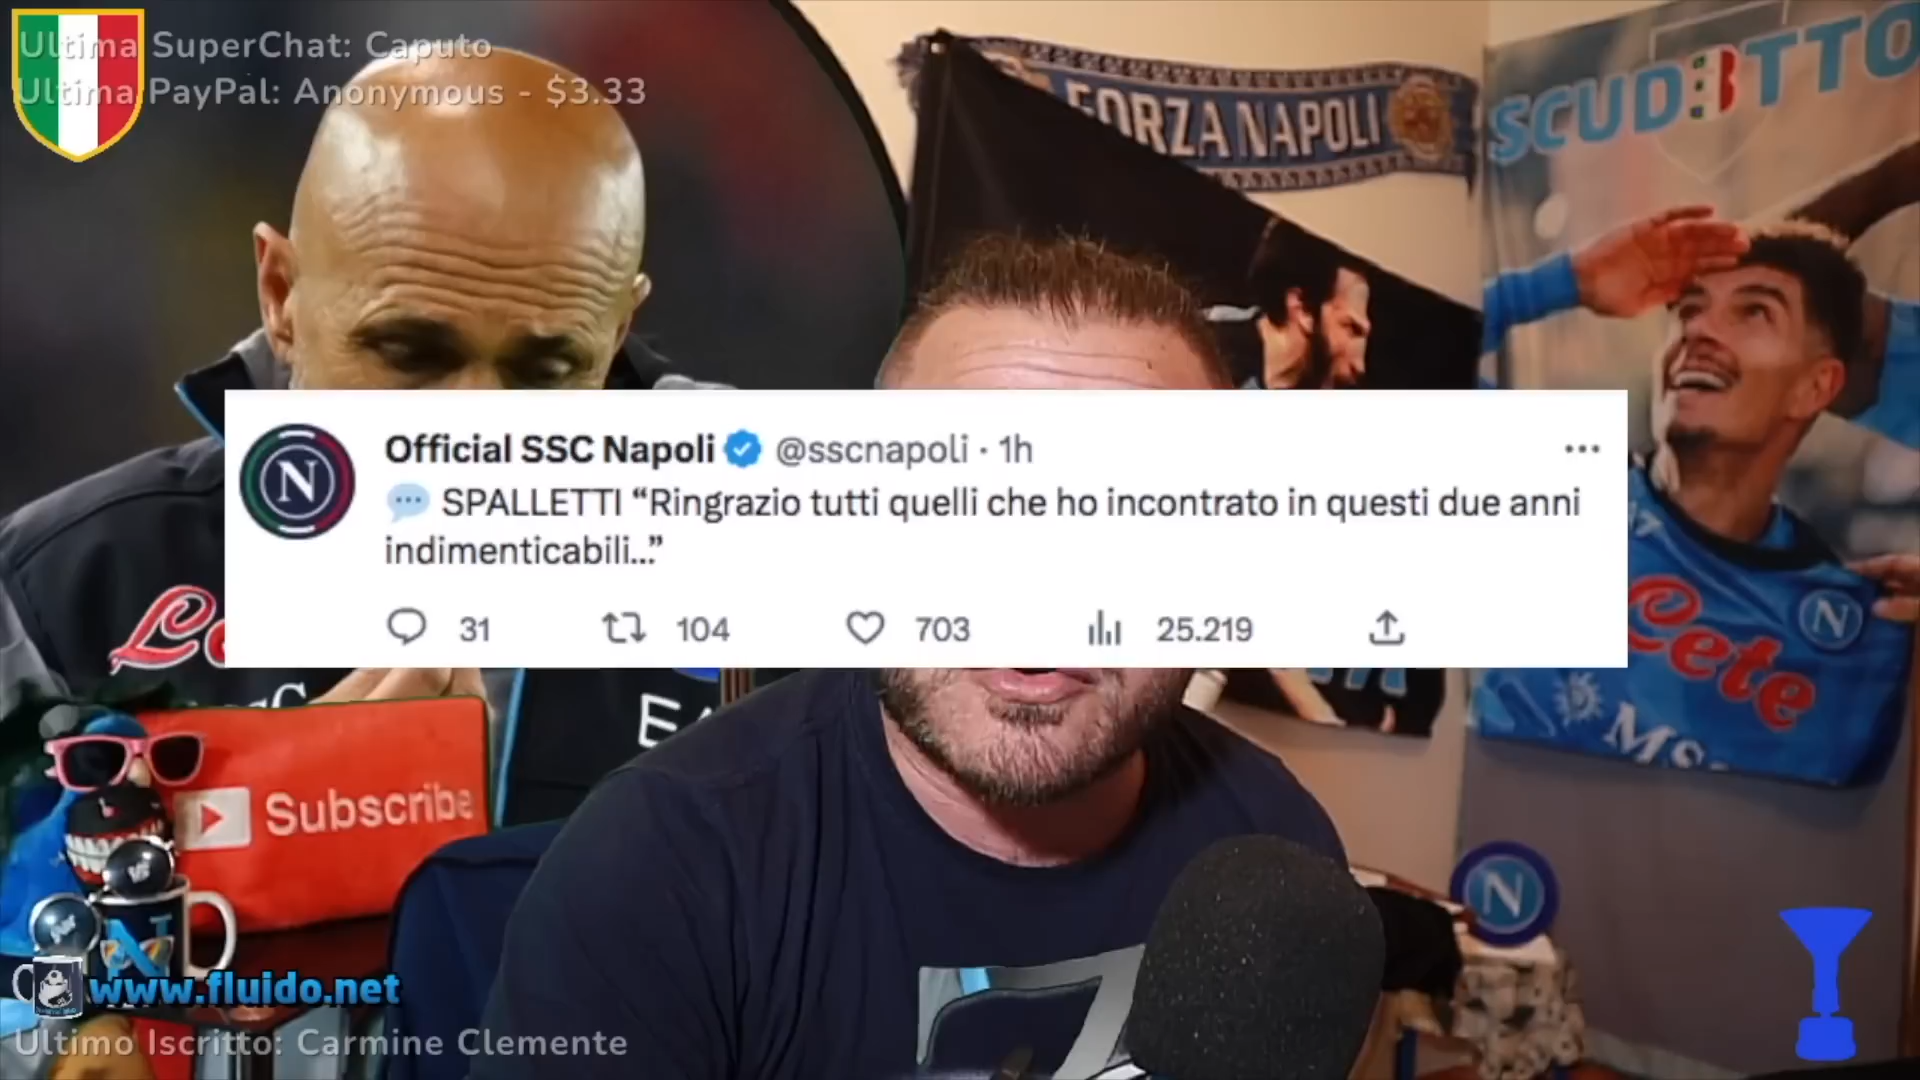 Ultima SuperChat: Caputo
Ultima PayPal: Anonymous - $3.33
FORZA NAPOLI
SCUD3TTO
Official SSC Napoli @sscnapoli · 1h
SPALLETTI “Ringrazio tutti quelli che ho incontrato in questi due anni
indimenticabili...”
31 104 703 25.219
Lete
N
Subscribe
N
www.fluido.net
Ultimo Iscritto: Carmine Clemente